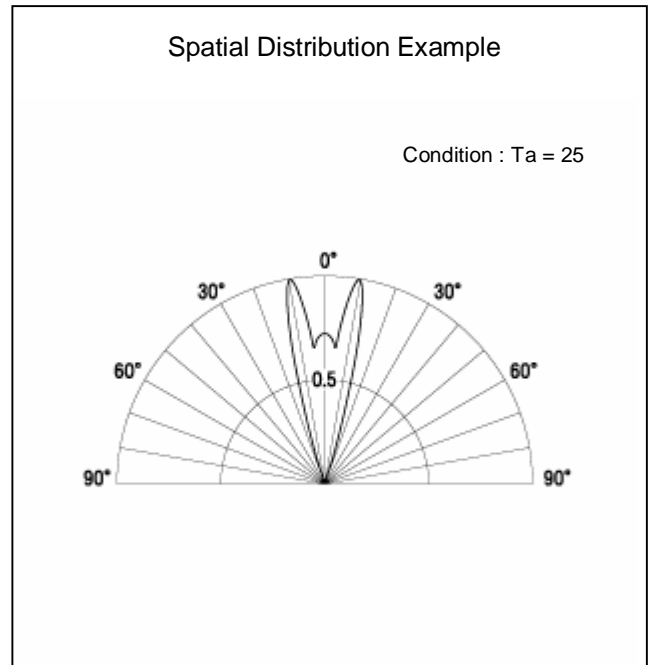 Spatial Distribution Example
Condition : Ta = 25
0°
30° 30°
60° 60°
0.5
90° 90°